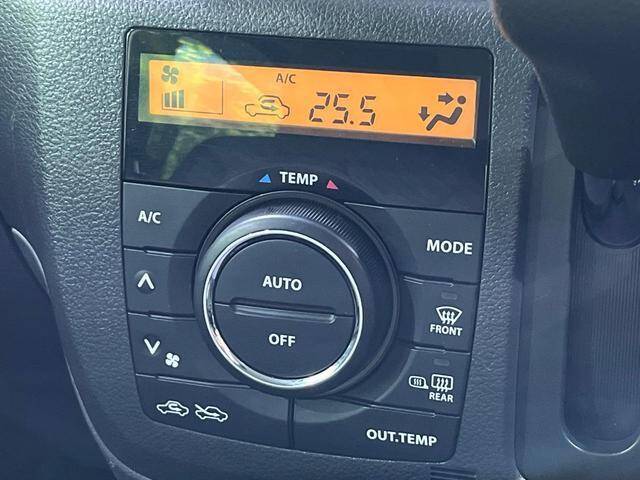 A/C
25.5
TEMP
A/C
MODE
AUTO
OFF
FRONT
REAR
OUT.TEMP